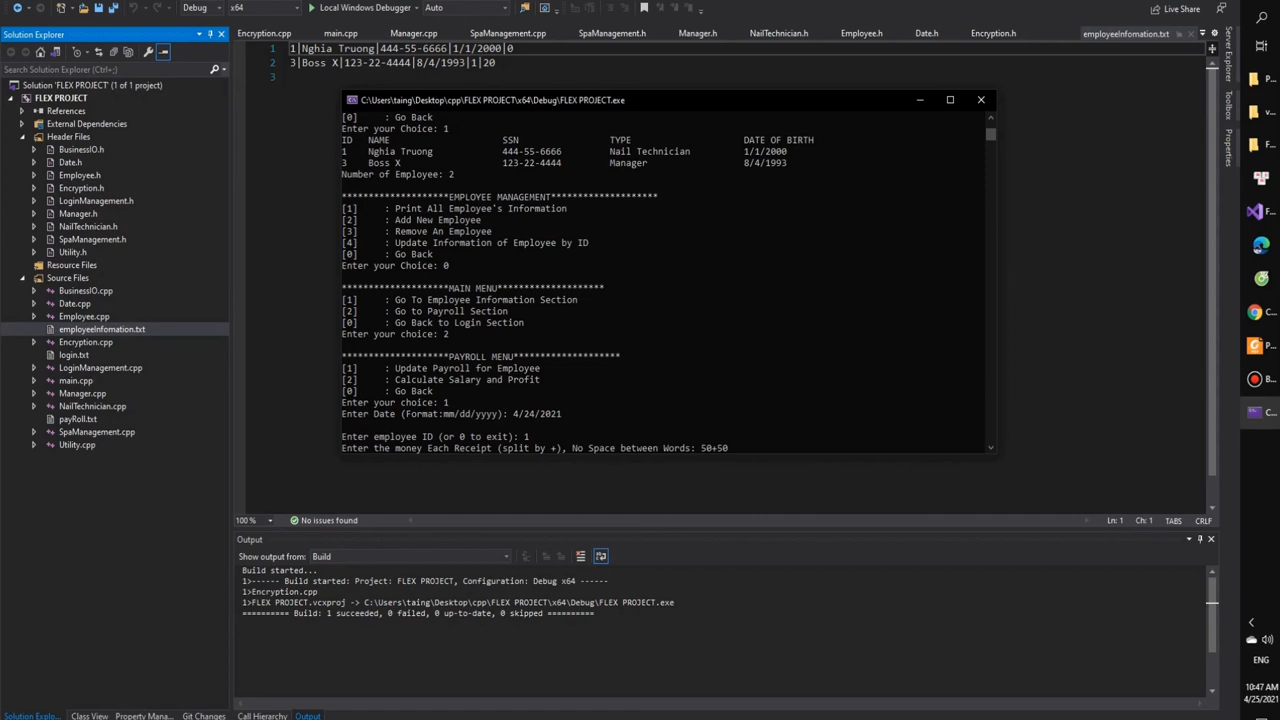 Debug
x64
Local Windows Debugger
Auto
Live Share
Solution Explorer
Search Solution Explorer (Ctrl+;)
Solution 'FLEX PROJECT' (1 of 1 project)
FLEX PROJECT
References
External Dependencies
Header Files
BusinessIO.h
Date.h
Employee.h
Encryption.h
LoginManagement.h
Manager.h
NailTechnician.h
SpaManagement.h
Utility.h
Resource Files
Source Files
BusinessIO.cpp
Date.cpp
Employee.cpp
employeeInfomation.txt
Encryption.cpp
login.txt
LoginManagement.cpp
main.cpp
Manager.cpp
NailTechnician.cpp
payRoll.txt
SpaManagement.cpp
Utility.cpp
Solution Explo...
Class View
Property Mana...
Git Changes
Encryption.cpp
main.cpp
Manager.cpp
SpaManagement.cpp
SpaManagement.h
Manager.h
NailTechnician.h
Employee.h
Encryption.h
employeeInfomation.txt
1 1|Nghia Truong|444-55-6666|1/1/2000|0
2 3|Boss X|123-22-4444|8/4/1993|1|20
3
C:\Users\taing\Desktop\cpp\FLEX PROJECT\x64\Debug\FLEX PROJECT.exe
[0] : Go Back
Enter your Choice: 1
ID NAME SSN TYPE DATE OF BIRTH
1 Nghia Truong 444-55-6666 Nail Technician 1/1/2000
3 Boss X 123-22-4444 Manager 8/4/1993
Number of Employee: 2
********************EMPLOYEE MANAGEMENT********************
[1] : Print All Employee's Information
[2] : Add New Employee
[3] : Remove An Employee
[4] : Update Information of Employee by ID
[0] : Go Back
Enter your Choice: 0
********************MAIN MENU********************
[1] : Go To Employee Information Section
[2] : Go to Payroll Section
[0] : Go Back to Login Section
Enter your choice: 2
********************PAYROLL MENU********************
[1] : Update Payroll for Employee
[2] : Calculate Salary and Profit
[0] : Go Back
Enter your choice: 1
Enter Date (Format:mm/dd/yyyy): 4/24/2021
Enter employee ID (or 0 to exit): 1
Enter the money Each Receipt (split by +), No Space between Words: 50+50
100 %
No issues found
Ln: 1
Ch: 1
TABS
CRLF
Output
Show output from:
Build
Build started...
1>------ Build started: Project: FLEX PROJECT, Configuration: Debug x64 ------
1>Encryption.cpp
1>FLEX PROJECT.vcxproj -> C:\Users\taing\Desktop\cpp\FLEX PROJECT\x64\Debug\FLEX PROJECT.exe
========== Build: 1 succeeded, 0 failed, 0 up-to-date, 0 skipped ==========
Call Hierarchy
Output
Server Explorer
Toolbox
Properties
P...
v...
F...
P...
B...
C...
ENG
10:47 AM
4/25/2021